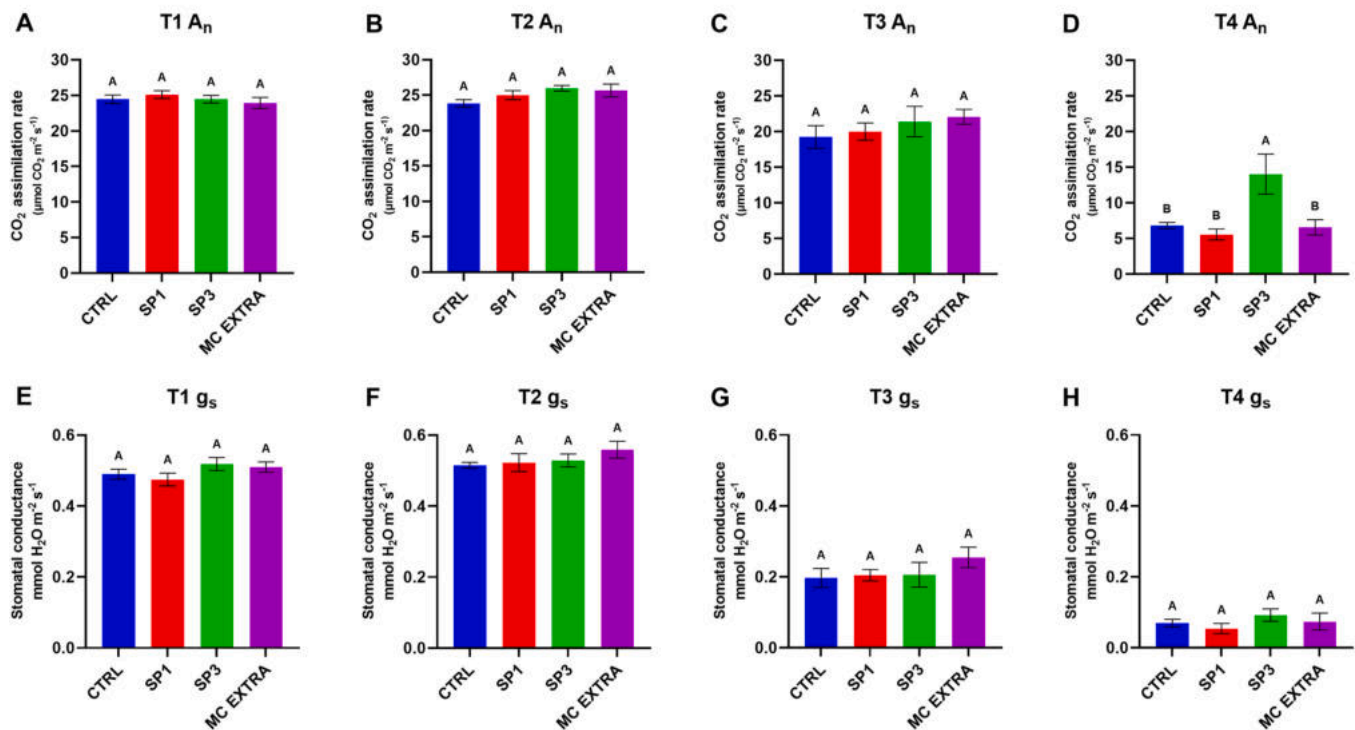 A
T1 Aₙ
CO₂ assimilation rate
(µmol CO₂ m⁻² s⁻¹)
30
25
20
15
10
5
0
A
A
A
A
CTRL
SP1
SP3
MC EXTRA
B
T2 Aₙ
CO₂ assimilation rate
(µmol CO₂ m⁻² s⁻¹)
30
25
20
15
10
5
0
A
A
A
A
CTRL
SP1
SP3
MC EXTRA
C
T3 Aₙ
CO₂ assimilation rate
(µmol CO₂ m⁻² s⁻¹)
30
25
20
15
10
5
0
A
A
A
A
CTRL
SP1
SP3
MC EXTRA
D
T4 Aₙ
CO₂ assimilation rate
(µmol CO₂ m⁻² s⁻¹)
30
25
20
15
10
5
0
B
B
A
B
CTRL
SP1
SP3
MC EXTRA
E
T1 gₛ
Stomatal conductance
mmol H₂O m⁻² s⁻¹
0.6
0.4
0.2
0.0
A
A
A
A
CTRL
SP1
SP3
MC EXTRA
F
T2 gₛ
Stomatal conductance
mmol H₂O m⁻² s⁻¹
0.6
0.4
0.2
0.0
A
A
A
A
CTRL
SP1
SP3
MC EXTRA
G
T3 gₛ
Stomatal conductance
mmol H₂O m⁻² s⁻¹
0.6
0.4
0.2
0.0
A
A
A
A
CTRL
SP1
SP3
MC EXTRA
H
T4 gₛ
Stomatal conductance
mmol H₂O m⁻² s⁻¹
0.6
0.4
0.2
0.0
A
A
A
A
CTRL
SP1
SP3
MC EXTRA